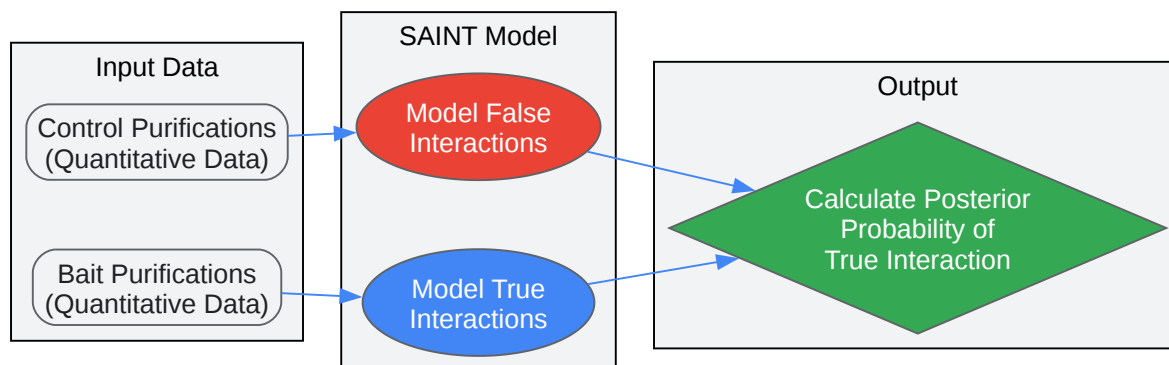 Input Data
Control Purifications
(Quantitative Data)
Bait Purifications
(Quantitative Data)
SAINT Model
Model False
Interactions
Model True
Interactions
Output
Calculate Posterior
Probability of
True Interaction